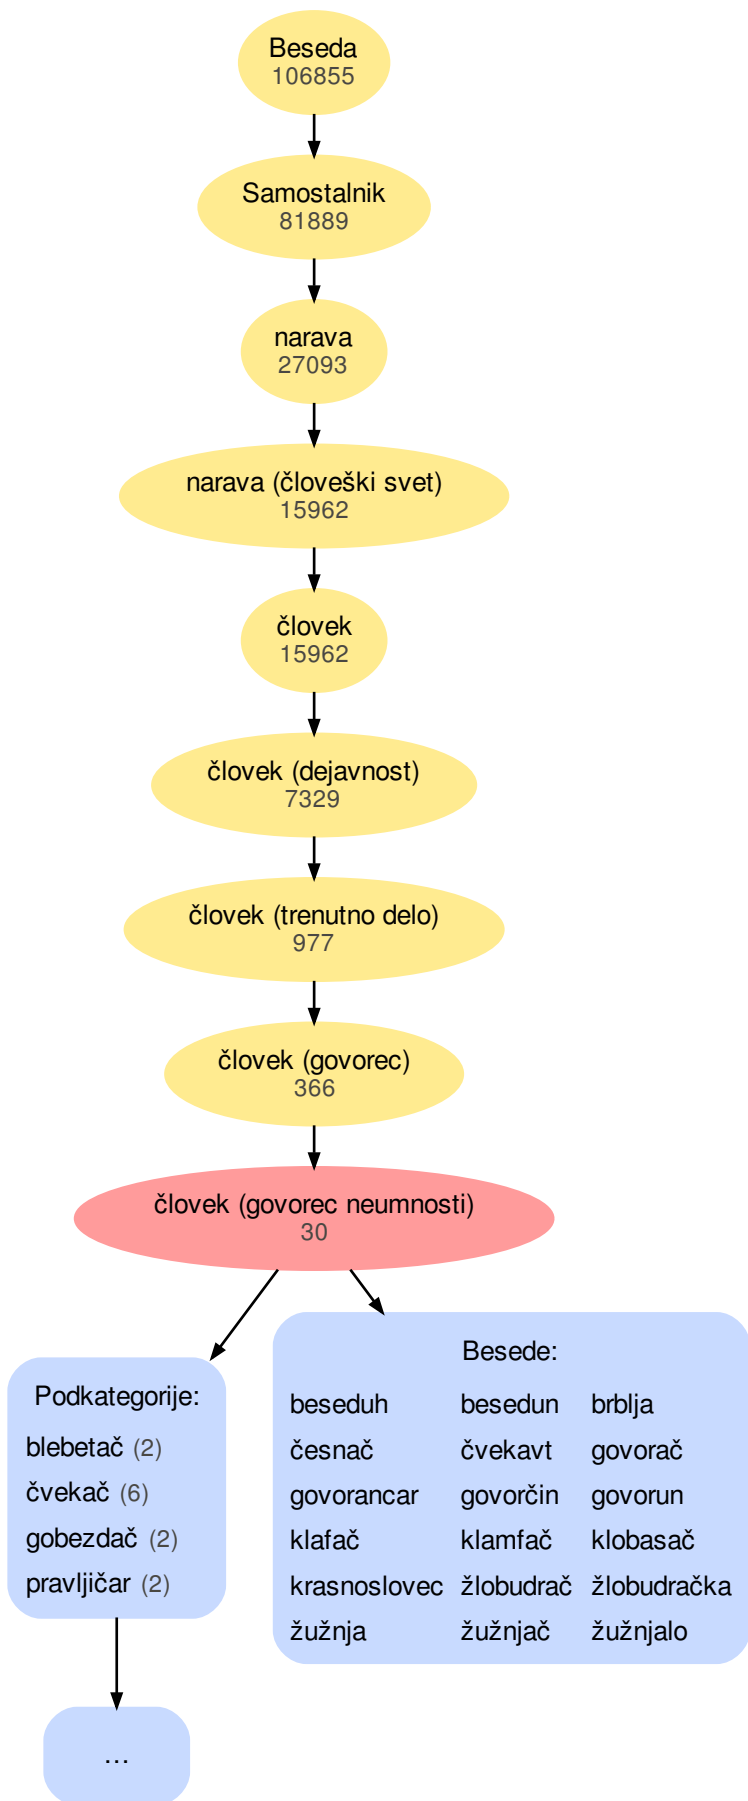 Beseda
106855
Samostalnik
81889
narava
27093
narava (človeški svet)
15962
človek
15962
človek (dejavnost)
7329
človek (trenutno delo)
977
človek (govorec)
366
človek (govorec neumnosti)
30
Podkategorije:
blebetač (2)
čvekač (6)
gobezdač (2)
pravljičar (2)
...
Besede:
beseduh besedun brblja
česnač čvekavt govorač
govorancar govorčin govorun
klafač klamfač klobasač
krasnoslovec žlobudrač žlobudračka
žužnja žužnjač žužnjalo